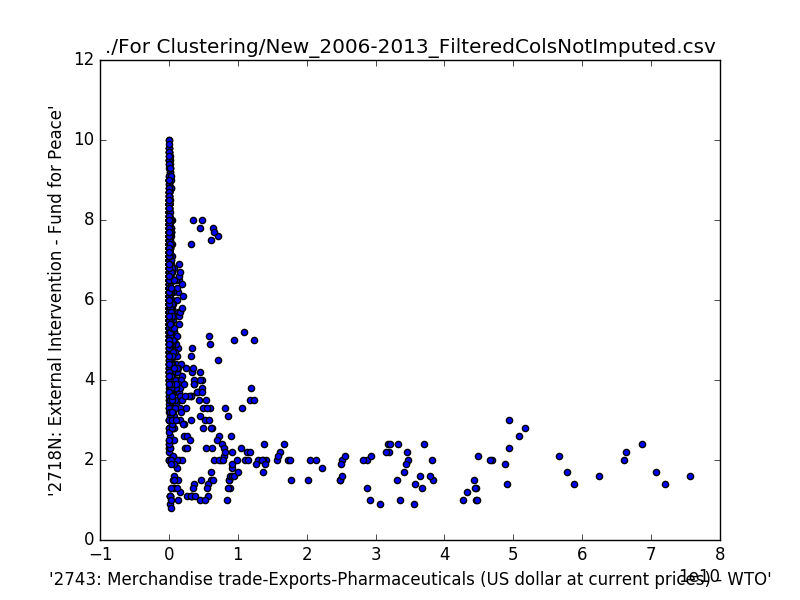 ./For Clustering/New_2006-2013_FilteredColsNotImputed.csv
12
10
8
6
4
2
0
'2718N: External Intervention - Fund for Peace'
−1 0 1 2 3 4 5 6 7 8
1e10
'2743: Merchandise trade-Exports-Pharmaceuticals (US dollar at current prices) - WTO'